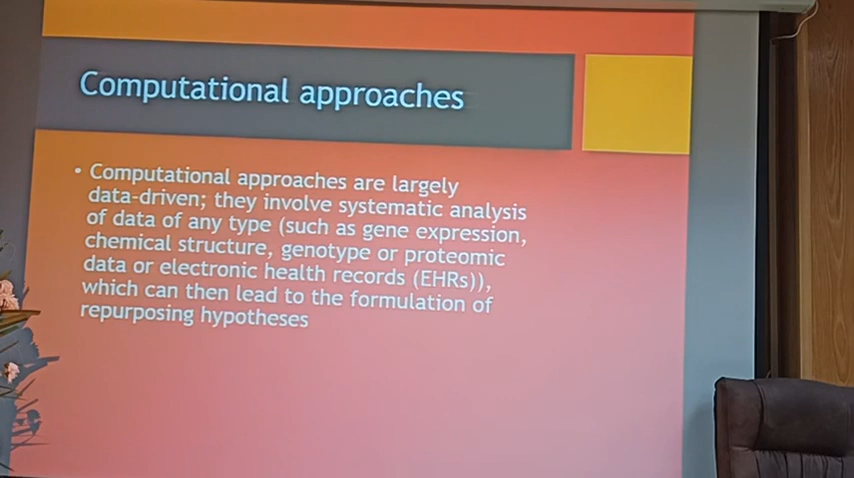 Computational approaches
• Computational approaches are largely
data-driven; they involve systematic analysis
of data of any type (such as gene expression,
chemical structure, genotype or proteomic
data or electronic health records (EHRs)),
which can then lead to the formulation of
repurposing hypotheses